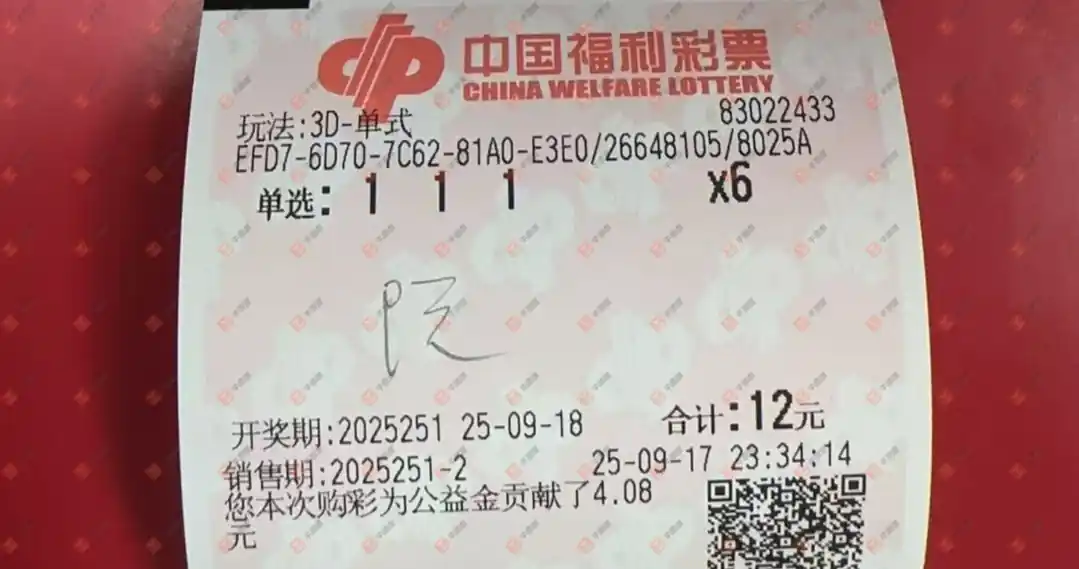 中国福利彩票
CHINA WELFARE LOTTERY
玩法:3D-单式 83022433
EFD7-6D70-7C62-81A0-E3E0/26648105/8025A
单选: 1 1 1 x6
开奖期:2025251 25-09-18 合计:12元
销售期:2025251-2 25-09-17 23:34:14
您本次购彩为公益金贡献了4.08
元